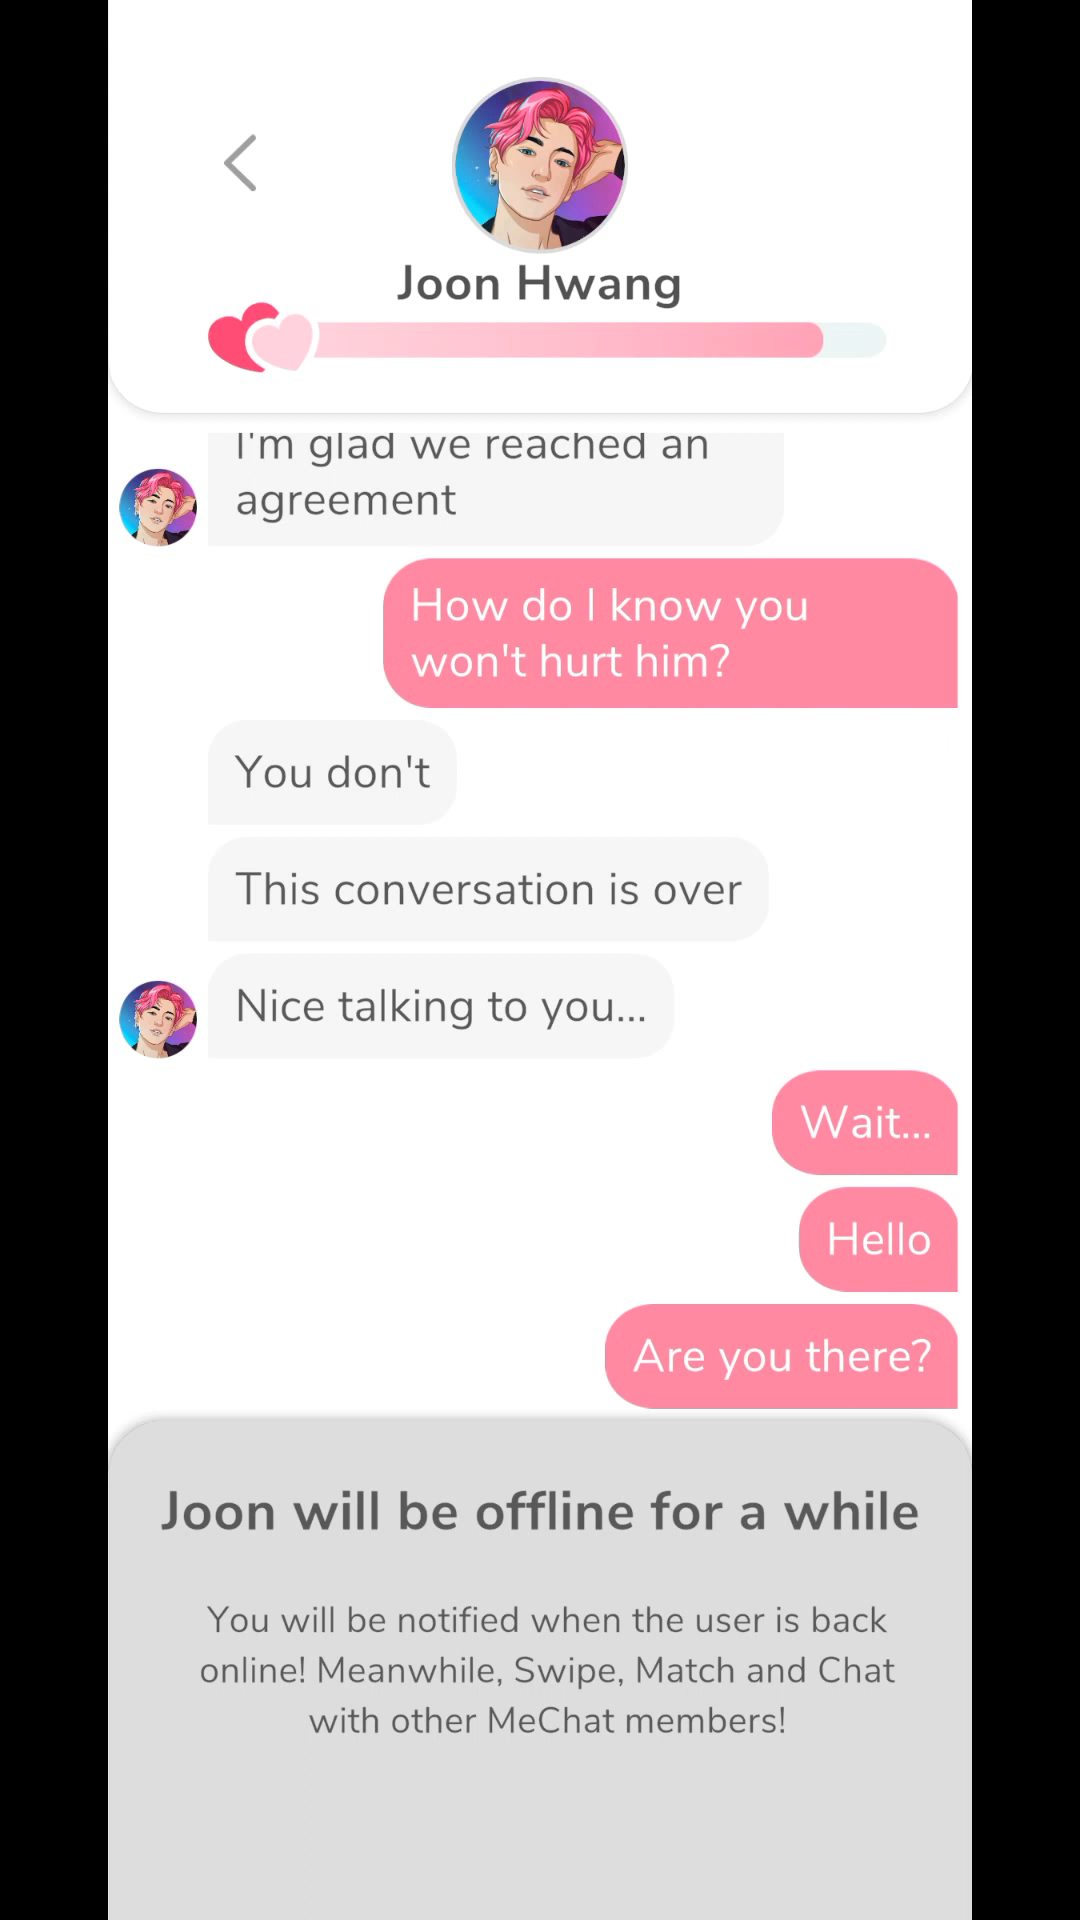 Joon Hwang
I'm glad we reached an
agreement
How do I know you
won't hurt him?
You don't
This conversation is over
Nice talking to you...
Wait...
Hello
Are you there?
Joon will be offline for a while
You will be notified when the user is back
online! Meanwhile, Swipe, Match and Chat
with other MeChat members!